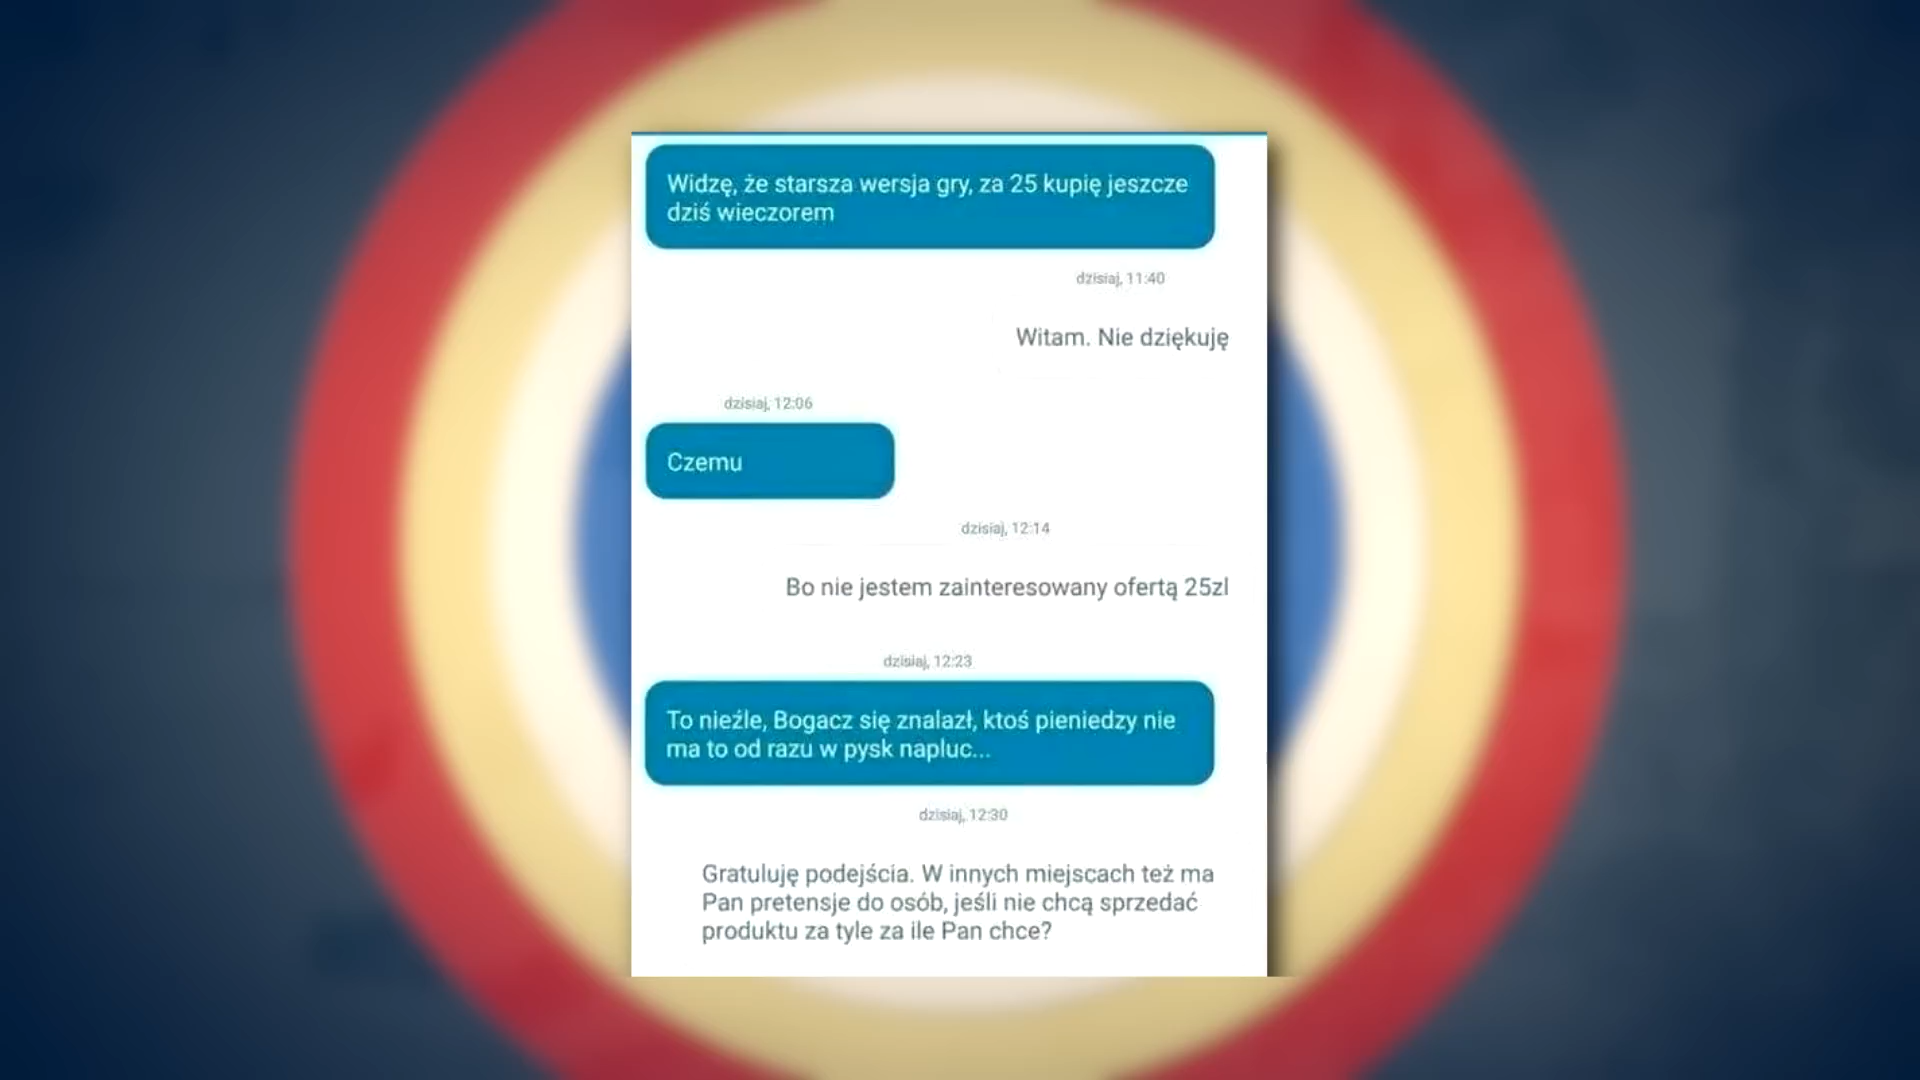 Widzę, że starsza wersja gry, za 25 kupię jeszcze
dziś wieczorem
dzisiaj, 11:40
Witam. Nie dziękuję
dzisiaj, 12:06
Czemu
dzisiaj, 12:14
Bo nie jestem zainteresowany ofertą 25zl
dzisiaj, 12:23
To nieźle, Bogacz się znalazł, ktoś pieniedzy nie
ma to od razu w pysk napluc...
dzisiaj, 12:30
Gratuluję podejścia. W innych miejscach też ma
Pan pretensje do osób, jeśli nie chcą sprzedać
produktu za tyle za ile Pan chce?